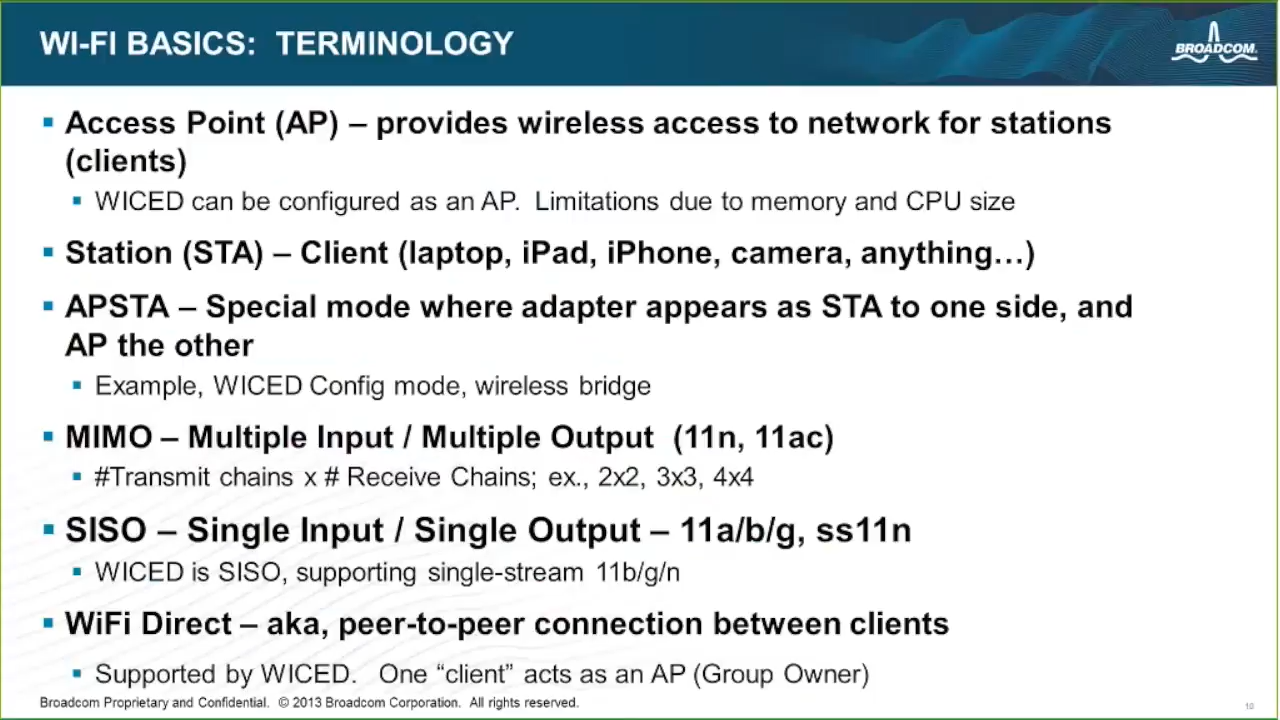 WI-FI BASICS:  TERMINOLOGY
BROADCOM.
▪ Access Point (AP) – provides wireless access to network for stations
(clients)
▪ WICED can be configured as an AP.  Limitations due to memory and CPU size
▪ Station (STA) – Client (laptop, iPad, iPhone, camera, anything…)
▪ APSTA – Special mode where adapter appears as STA to one side, and
AP the other
▪ Example, WICED Config mode, wireless bridge
▪ MIMO – Multiple Input / Multiple Output  (11n, 11ac)
▪ #Transmit chains x # Receive Chains; ex., 2x2, 3x3, 4x4
▪ SISO – Single Input / Single Output – 11a/b/g, ss11n
▪ WICED is SISO, supporting single-stream 11b/g/n
▪ WiFi Direct – aka, peer-to-peer connection between clients
▪ Supported by WICED.   One “client” acts as an AP (Group Owner)
Broadcom Proprietary and Confidential.  © 2013 Broadcom Corporation.  All rights reserved.